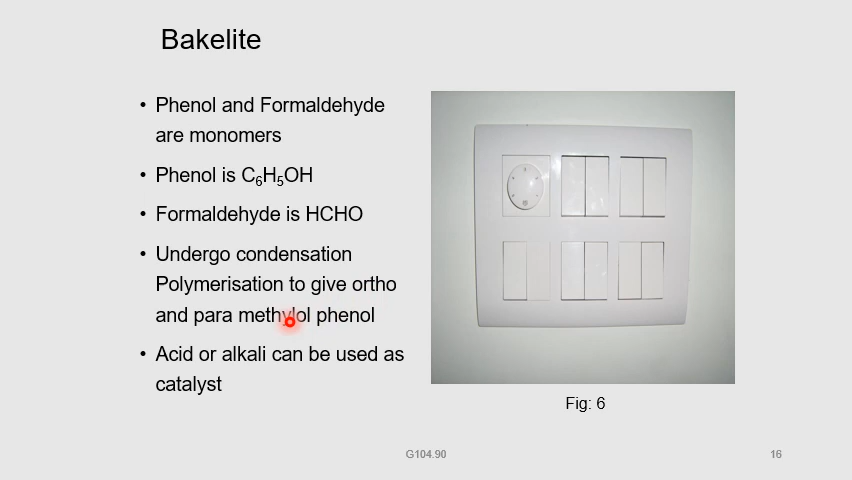 Bakelite
• Phenol and Formaldehyde
are monomers
• Phenol is C₆H₅OH
• Formaldehyde is HCHO
• Undergo condensation
Polymerisation to give ortho
and para methylol phenol
• Acid or alkali can be used as
catalyst
Fig: 6
G104.90
16